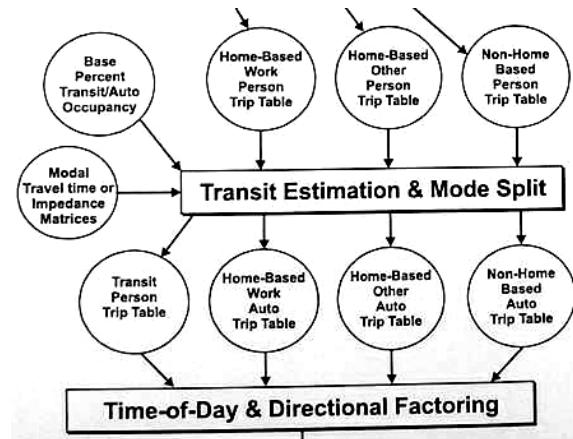 Base
Percent
Transit/Auto
Occupancy
Home-Based
Work
Person
Trip Table
Home-Based
Other
Person
Trip Table
Non-Home
Based
Person
Trip Table
Modal
Travel time or
Impedance
Matrices
Transit Estimation & Mode Split
Transit
Person
Trip Table
Home-Based
Work
Auto
Trip Table
Home-Based
Other
Auto
Trip Table
Non-Home
Based
Auto
Trip Table
Time-of-Day & Directional Factoring